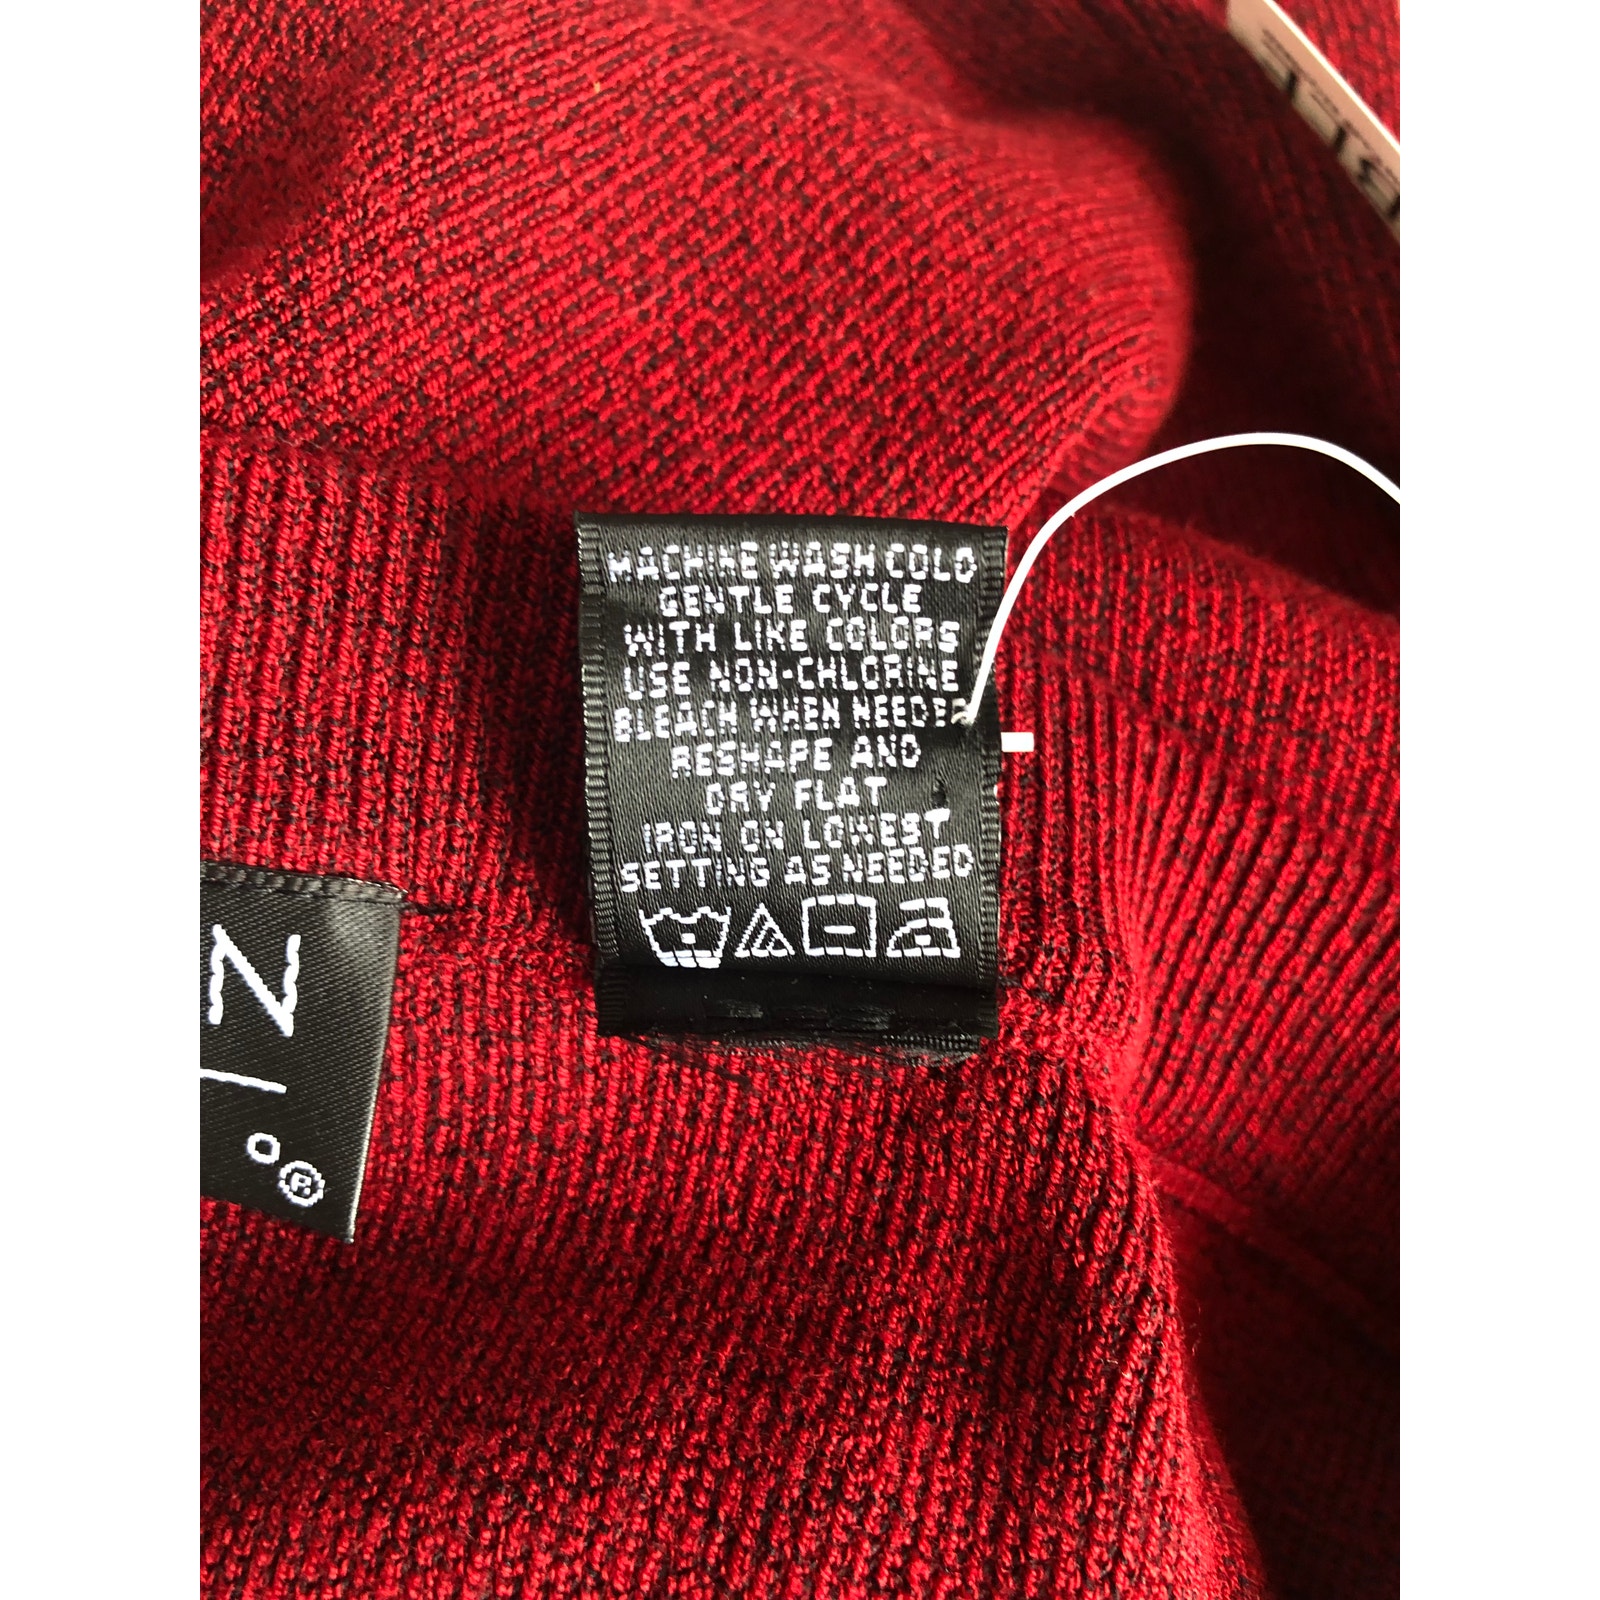 MACHINE WASH COLD
GENTLE CYCLE
WITH LIKE COLORS
USE NON-CHLORINE
BLEACH WHEN NEEDED
RESHAPE AND
DRY FLAT
IRON ON LOWEST
SETTING AS NEEDED
N
®